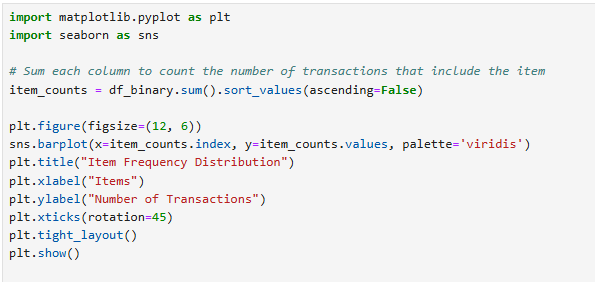 import matplotlib.pyplot as plt
import seaborn as sns
# Sum each column to count the number of transactions that include the item
item_counts = df_binary.sum().sort_values(ascending=False)
plt.figure(figsize=(12, 6))
sns.barplot(x=item_counts.index, y=item_counts.values, palette='viridis')
plt.title("Item Frequency Distribution")
plt.xlabel("Items")
plt.ylabel("Number of Transactions")
plt.xticks(rotation=45)
plt.tight_layout()
plt.show()